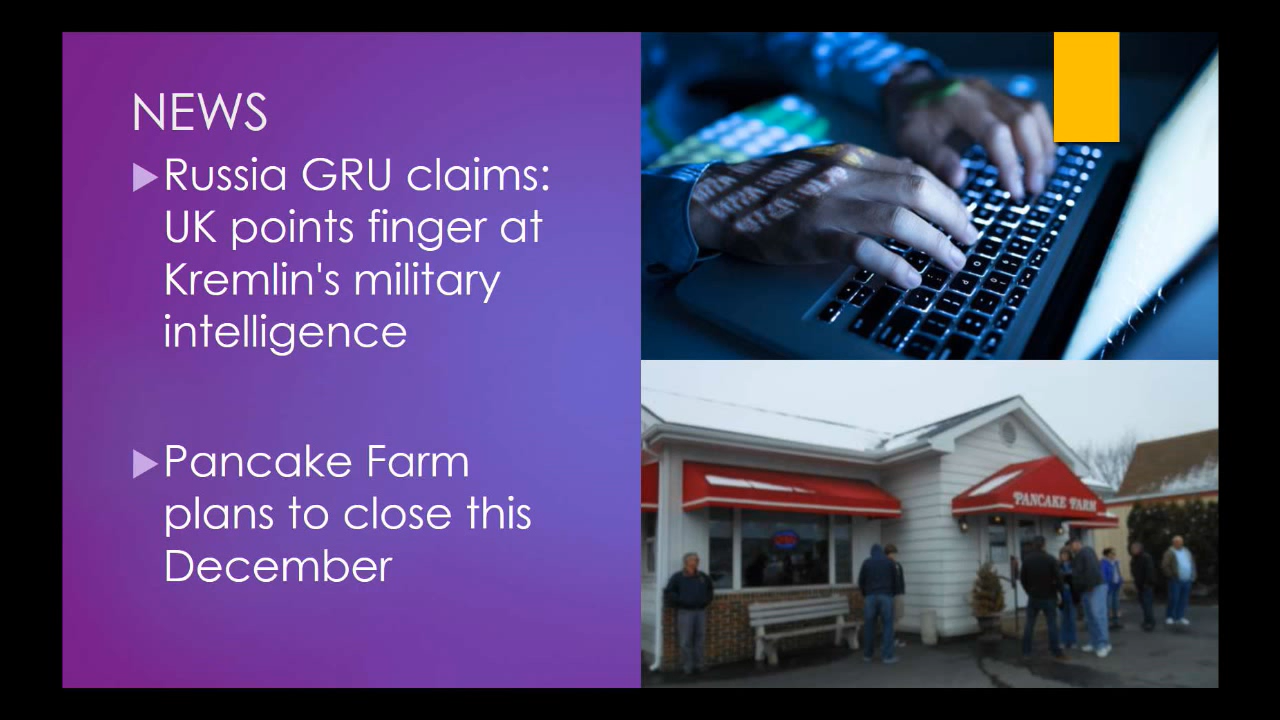 NEWS
Russia GRU claims:
UK points finger at
Kremlin's military
intelligence
Pancake Farm
plans to close this
December
PANCAKE FARM